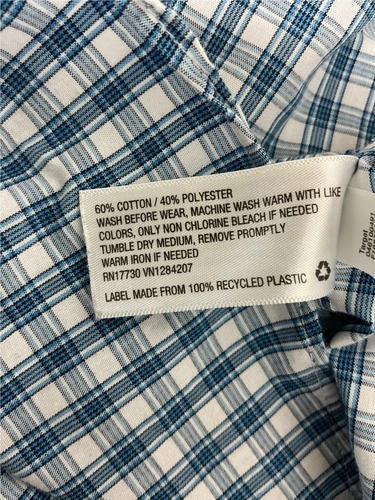 60% COTTON / 40% POLYESTER
WASH BEFORE WEAR, MACHINE WASH WARM WITH LIKE
COLORS, ONLY NON CHLORINE BLEACH IF NEEDED
TUMBLE DRY MEDIUM, REMOVE PROMPTLY
WARM IRON IF NEEDED
RN17730 VN1284207
LABEL MADE FROM 100% RECYCLED PLASTIC
Target